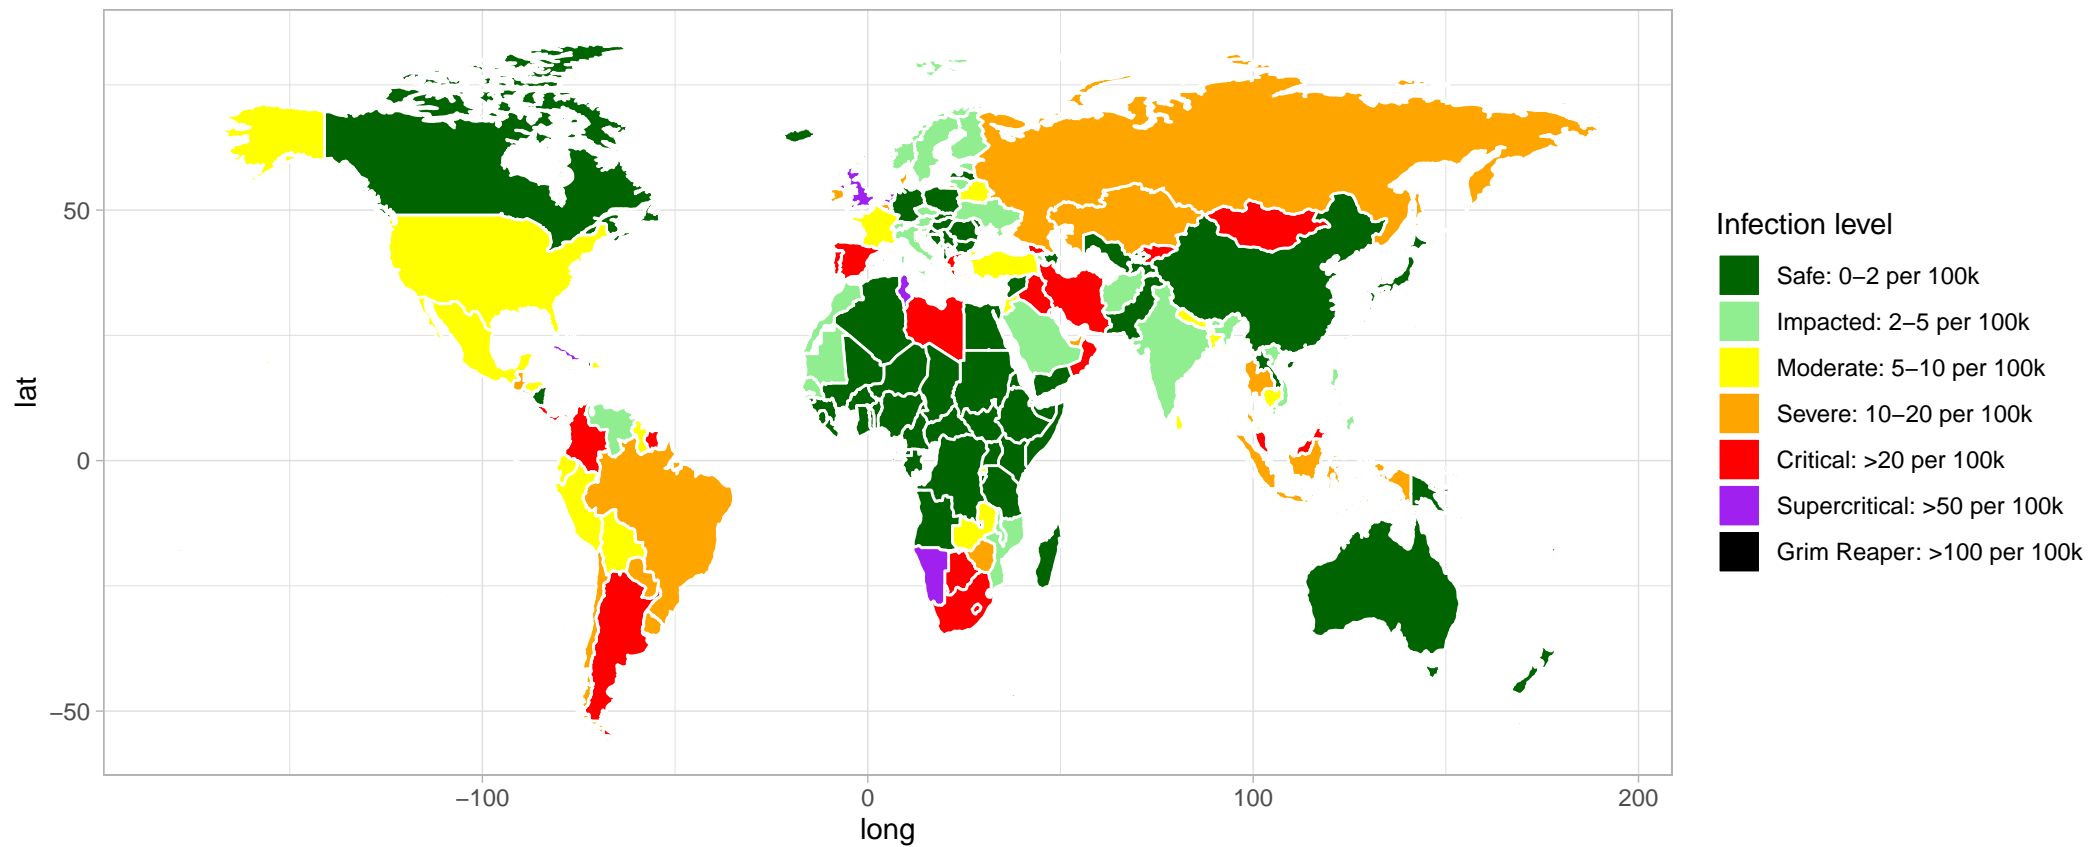 50
0
−50
lat
−100
0
100
200
long
Infection level
Safe: 0−2 per 100k
Impacted: 2−5 per 100k
Moderate: 5−10 per 100k
Severe: 10−20 per 100k
Critical: >20 per 100k
Supercritical: >50 per 100k
Grim Reaper: >100 per 100k